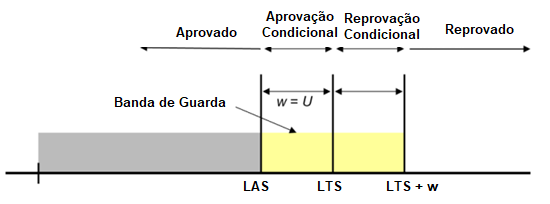 Aprovado
Aprovação
Condicional
Reprovação
Condicional
Reprovado
w = U
Banda de Guarda
LAS
LTS
LTS + w